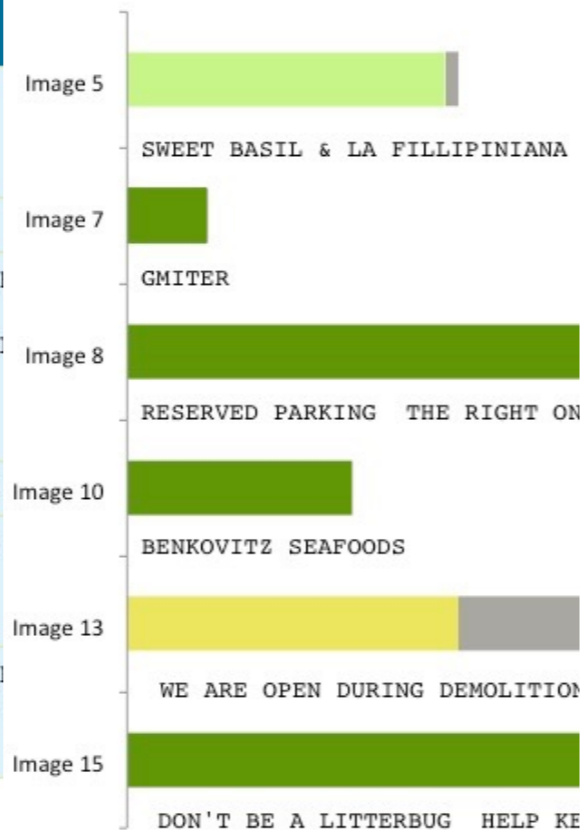 Image 5
SWEET BASIL & LA FILLIPINIANA
Image 7
GMITER
Image 8
RESERVED PARKING THE RIGHT ON
Image 10
BENKOVITZ SEAFOODS
Image 13
WE ARE OPEN DURING DEMOLITION
Image 15
DON'T BE A LITTERBUG HELP KE